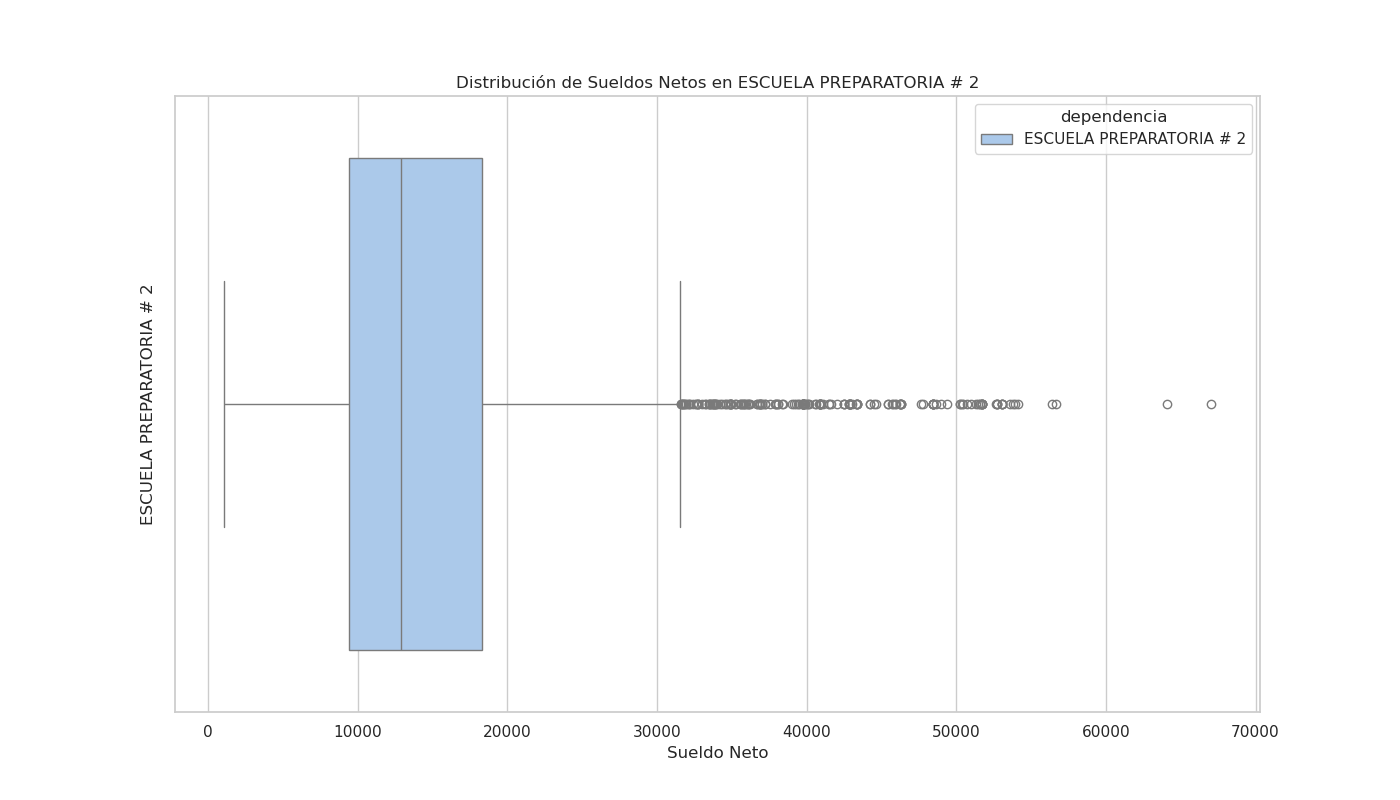 Distribución de Sueldos Netos en ESCUELA PREPARATORIA # 2
dependencia
ESCUELA PREPARATORIA # 2
ESCUELA PREPARATORIA # 2
0 10000 20000 30000 40000 50000 60000 70000
Sueldo Neto